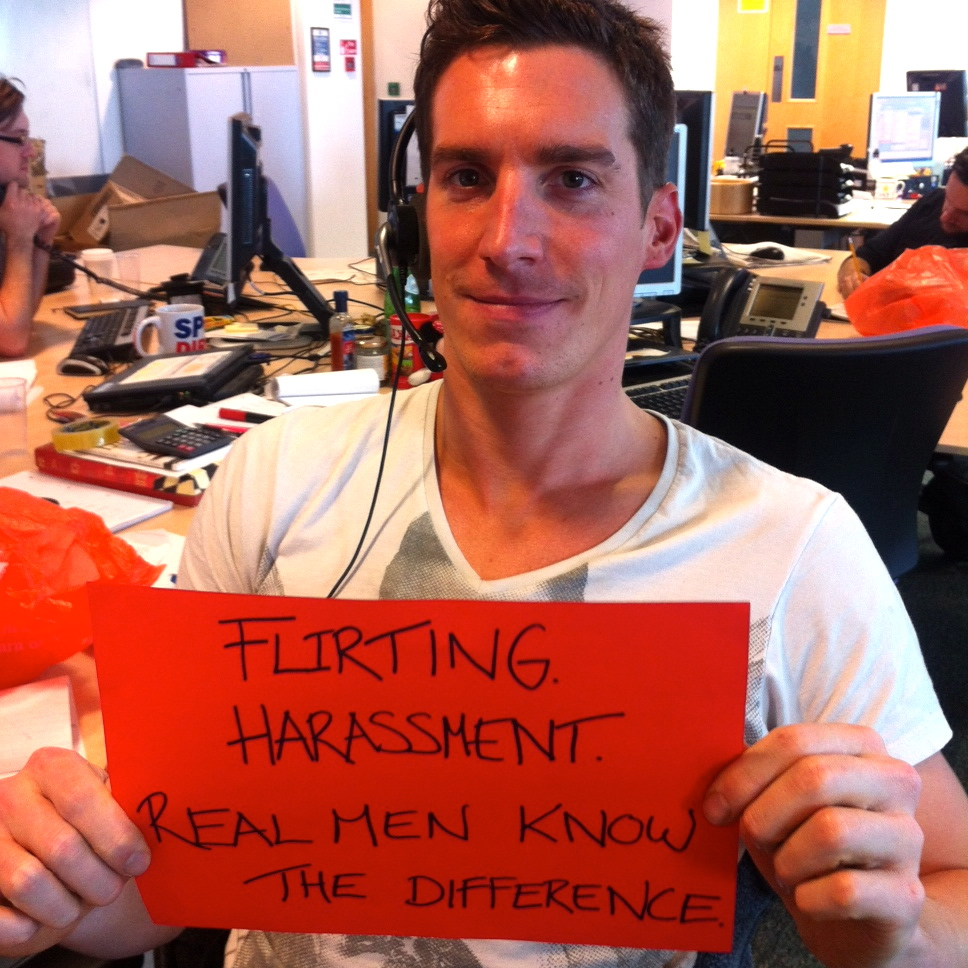 FLIRTING.
HARASSMENT.
REAL MEN KNOW
THE DIFFERENCE.